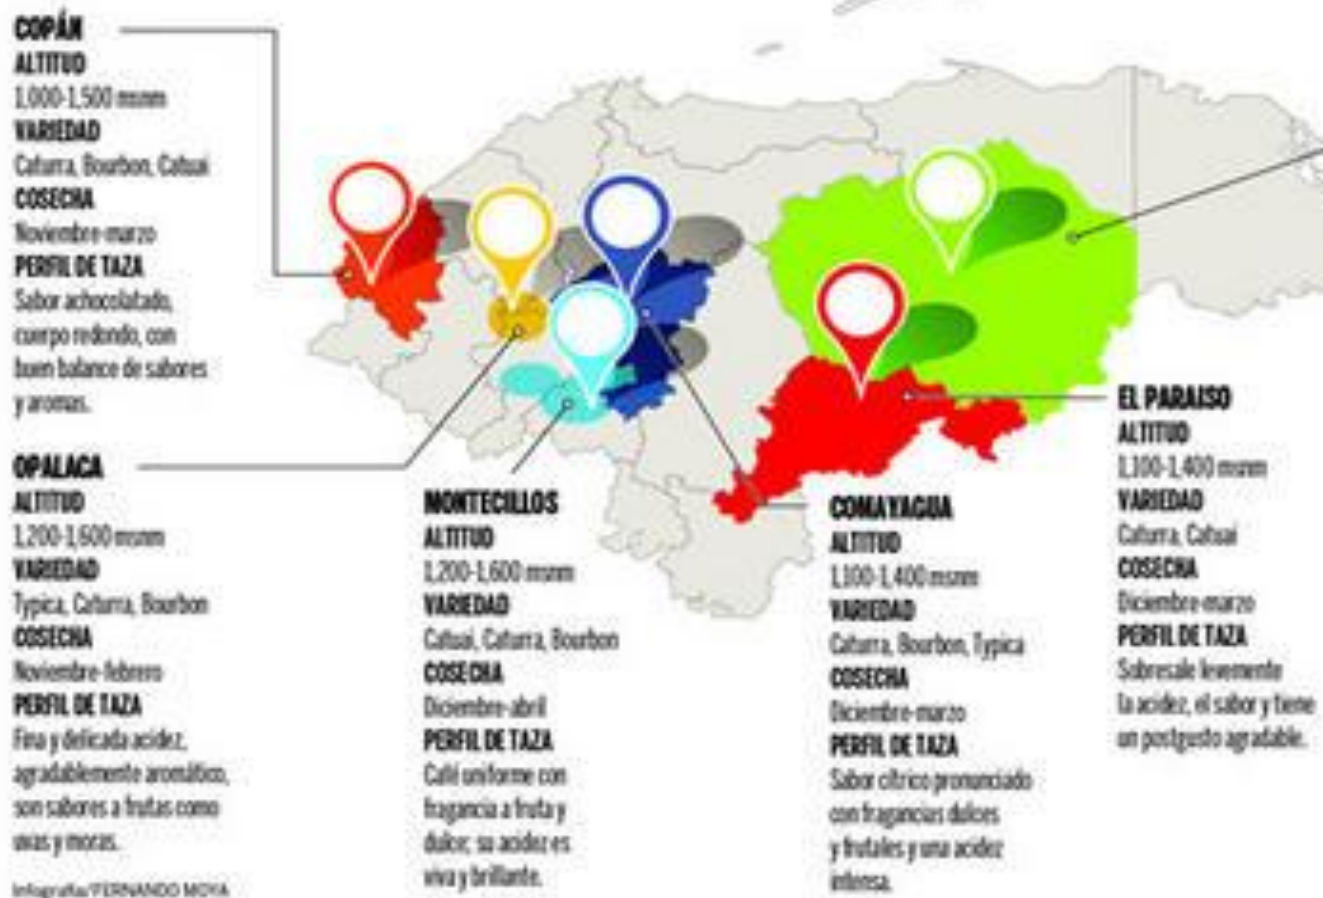 COPÁN
ALTITUD
1,000-1,500 msnm
VARIEDAD
Caturra, Bourbon, Catuai
COSECHA
Noviembre-marzo
PERFIL DE TAZA
Sabor achocolatado,
cuerpo redondo, con
buen balance de sabores
y aromas.
OPALACA
ALTITUD
1,200-1,600 msnm
VARIEDAD
Typica, Caturra, Bourbon
COSECHA
Noviembre-febrero
PERFIL DE TAZA
Fina y delicada acidez,
agradablemente aromático,
son sabores a frutas como
uvas y moras.
MONTECILLOS
ALTITUD
1,200-1,600 msnm
VARIEDAD
Catuai, Caturra, Bourbon
COSECHA
Diciembre-abril
PERFIL DE TAZA
Café uniforme con
fragancia a fruta y
dulce; su acidez es
viva y brillante.
COMAYAGUA
ALTITUD
1,100-1,400 msnm
VARIEDAD
Caturra, Bourbon, Typica
COSECHA
Diciembre-marzo
PERFIL DE TAZA
Sabor cítrico pronunciado
con fragancias dulces
y frutales y una acidez
intensa.
EL PARAISO
ALTITUD
1,100-1,400 msnm
VARIEDAD
Caturra, Catuai
COSECHA
Diciembre-marzo
PERFIL DE TAZA
Sobresale levemente
la acidez, el sabor y tiene
un postgusto agradable.
Infografía/FERNANDO MOYA